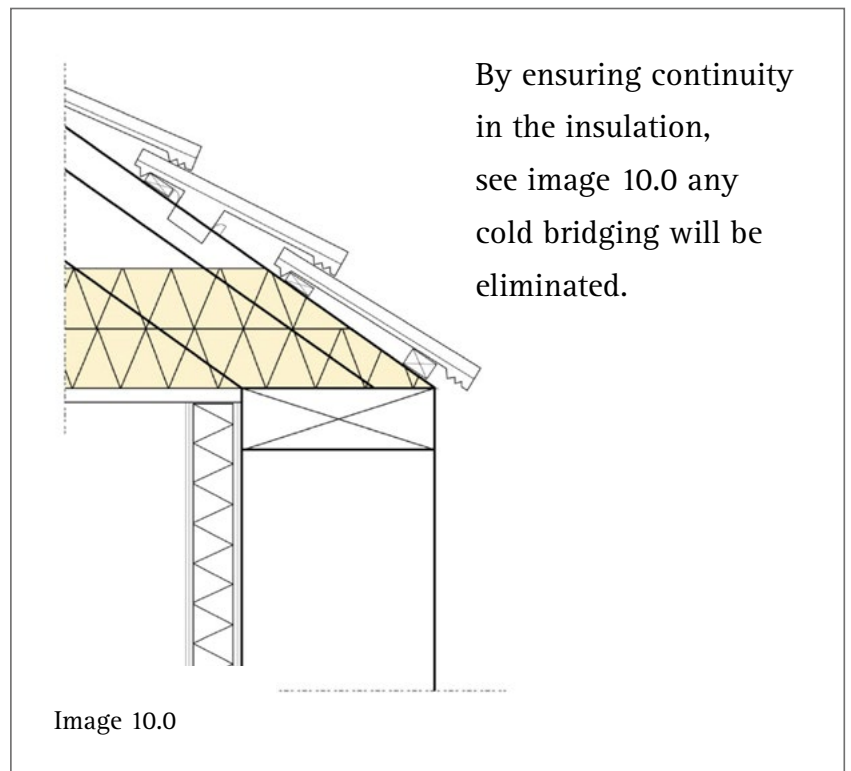 By ensuring continuity
in the insulation,
see image 10.0 any
cold bridging will be
eliminated.
Image 10.0